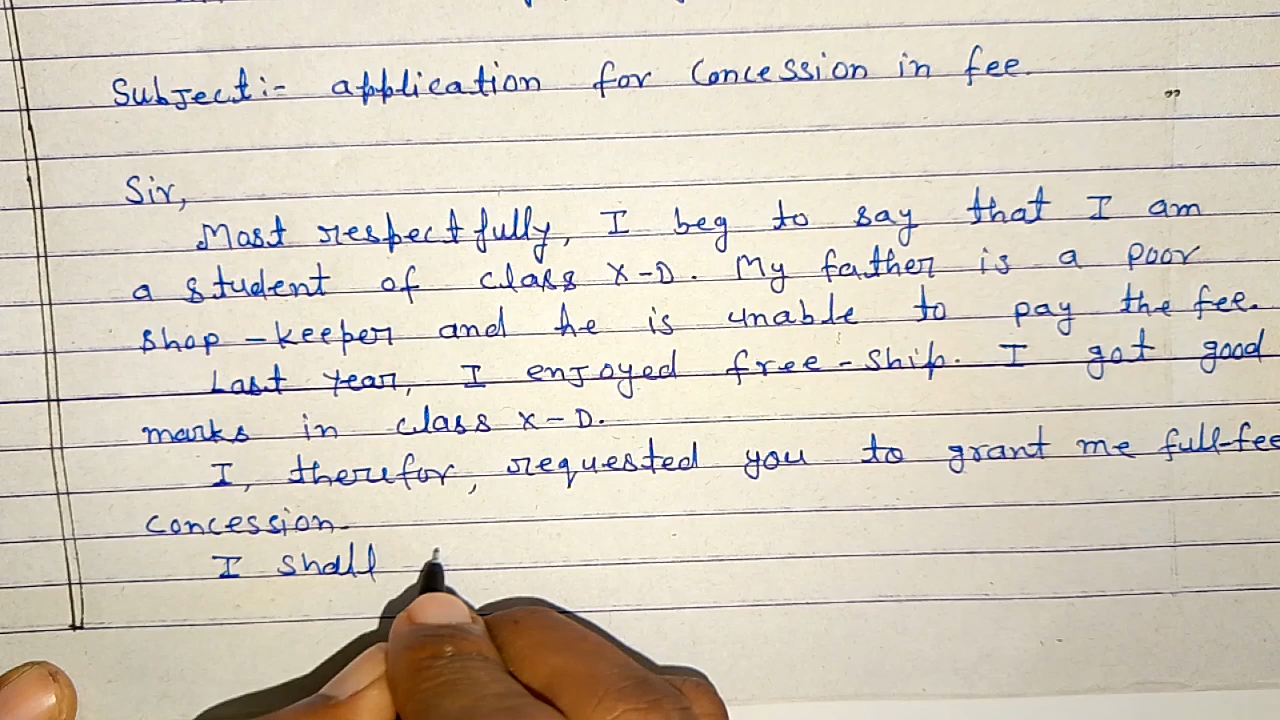 Subject:- application for Concession in fee.
"
Sir,
Most respectfully, I beg to say that I am
a student of class X-D. My father is a poor
shop-keeper and he is unable to pay the fee.
Last year, I enjoyed free-ship. I got good
marks in class X-D.
I, therefor, requested you to grant me full-fee
concession.
I shall